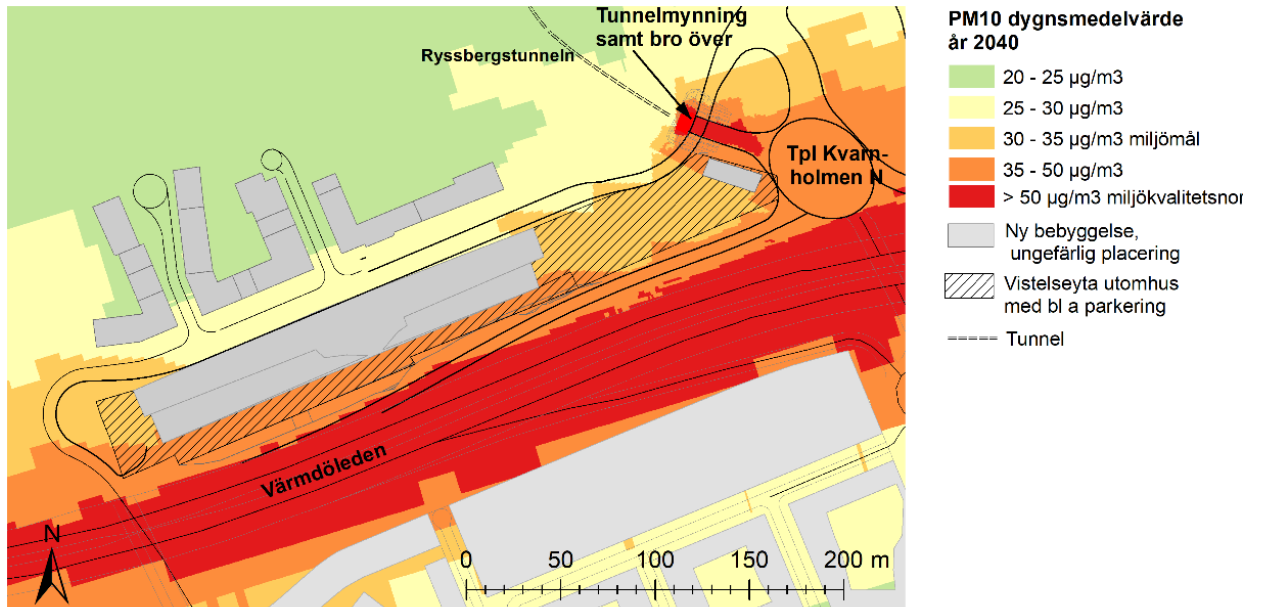 Tunnelmynning
samt bro över
Ryssbergstunneln
Tpl Kvarn-
holmen N
Värmdöleden
N
0 50 100 150 200 m
PM10 dygnsmedelvärde
år 2040
20 - 25 µg/m3
25 - 30 µg/m3
30 - 35 µg/m3 miljömål
35 - 50 µg/m3
> 50 µg/m3 miljökvalitetsnor
Ny bebyggelse,
ungefärlig placering
Vistelseyta utomhus
med bl a parkering
Tunnel